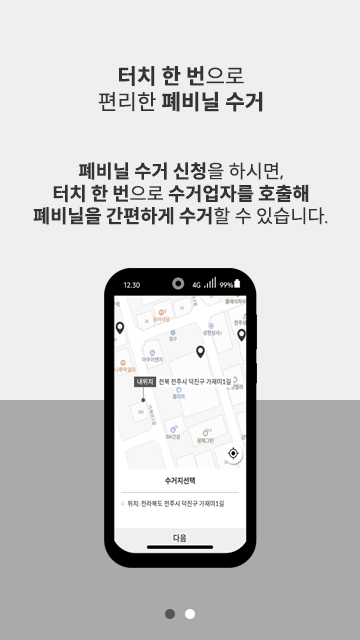 터치 한 번으로
편리한 폐비닐 수거
폐비닐 수거 신청을 하시면,
터치 한 번으로 수거업자를 호출해
폐비닐을 간편하게 수거할 수 있습니다.
12.30
4G 99%
내위치 전북 전주시 덕진구 가재미1길
수거지선택
위치: 전라북도 전주시 덕진구 가재미1길
다음